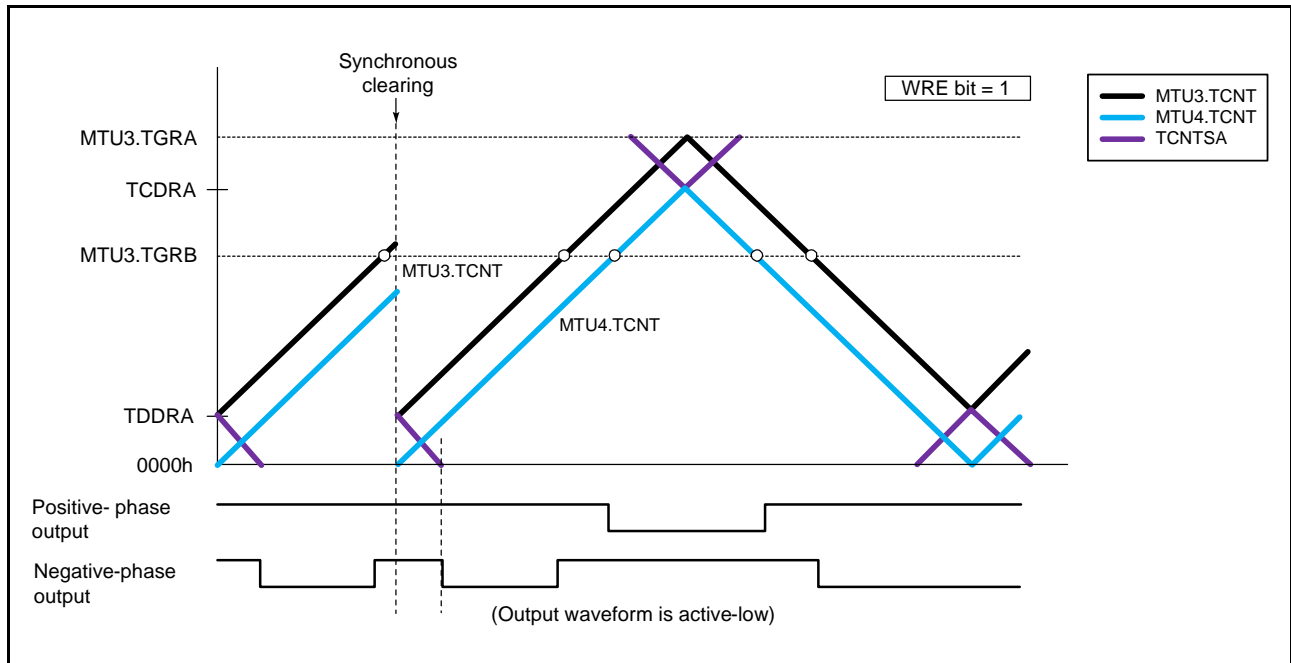 Synchronous
clearing
WRE bit = 1
MTU3.TCNT
MTU4.TCNT
TCNTSA
MTU3.TGRA
TCDRA
MTU3.TGRB
MTU3.TCNT
MTU4.TCNT
TDDRA
0000h
Positive- phase
output
Negative-phase
output
(Output waveform is active-low)